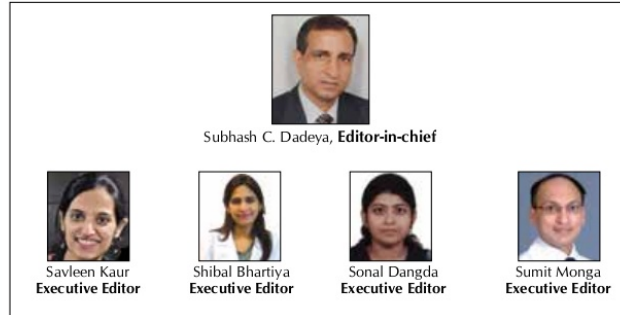 Subhash C. Dadeya, Editor-in-chief
Savleen Kaur
Executive Editor
Shibal Bhartiya
Executive Editor
Sonal Dangda
Executive Editor
Sumit Monga
Executive Editor